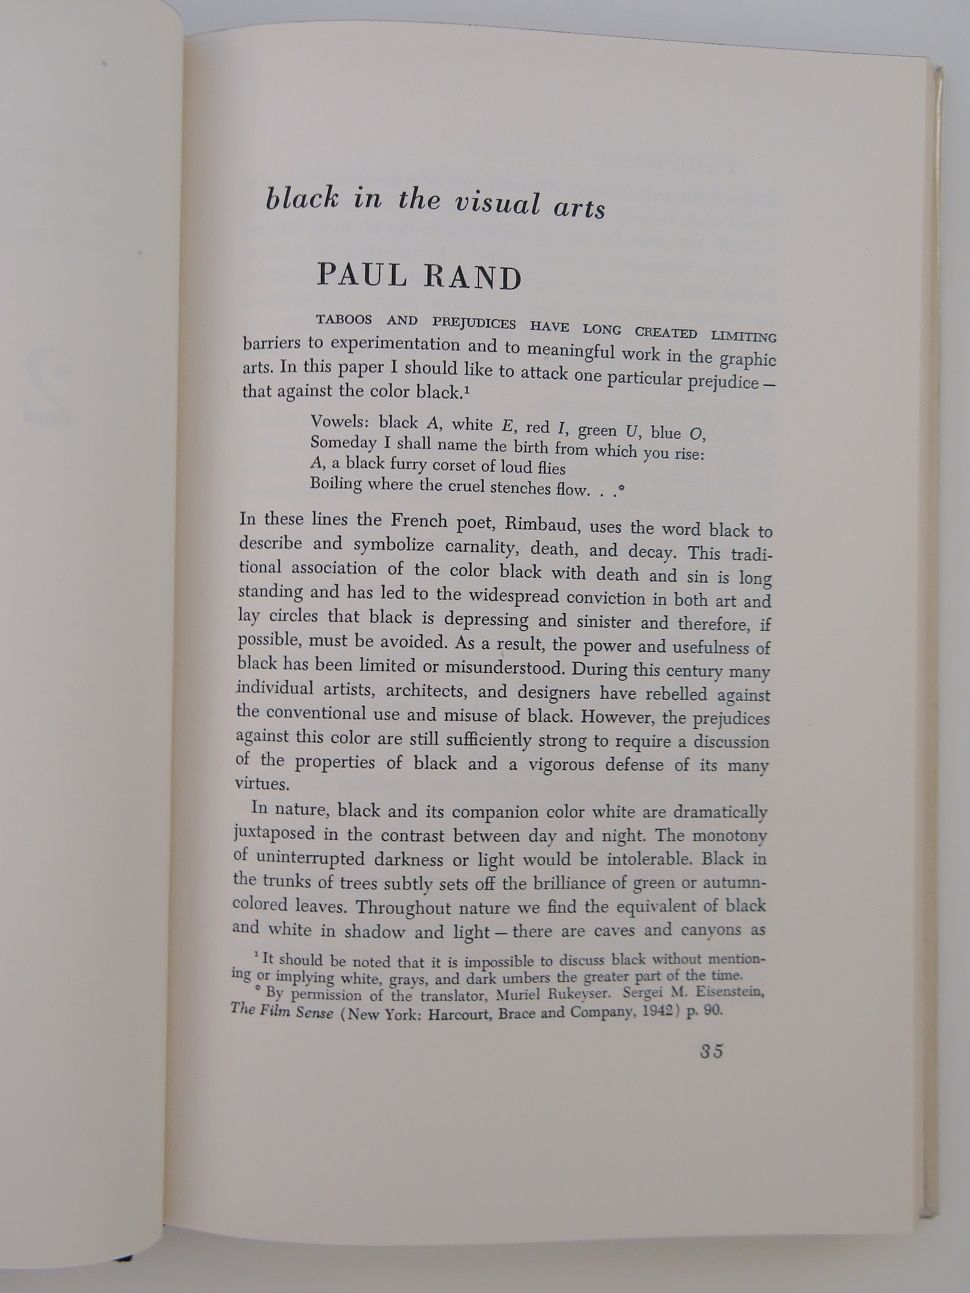 black in the visual arts
PAUL RAND
TABOOS AND PREJUDICES HAVE LONG CREATED LIMITING
barriers to experimentation and to meaningful work in the graphic
arts. In this paper I should like to attack one particular prejudice —
that against the color black.¹
Vowels: black A, white E, red I, green U, blue O,
Someday I shall name the birth from which you rise:
A, a black furry corset of loud flies
Boiling where the cruel stenches flow. . .°
In these lines the French poet, Rimbaud, uses the word black to
describe and symbolize carnality, death, and decay. This tradi-
tional association of the color black with death and sin is long
standing and has led to the widespread conviction in both art and
lay circles that black is depressing and sinister and therefore, if
possible, must be avoided. As a result, the power and usefulness of
black has been limited or misunderstood. During this century many
individual artists, architects, and designers have rebelled against
the conventional use and misuse of black. However, the prejudices
against this color are still sufficiently strong to require a discussion
of the properties of black and a vigorous defense of its many
virtues.
In nature, black and its companion color white are dramatically
juxtaposed in the contrast between day and night. The monotony
of uninterrupted darkness or light would be intolerable. Black in
the trunks of trees subtly sets off the brilliance of green or autumn-
colored leaves. Throughout nature we find the equivalent of black
and white in shadow and light — there are caves and canyons as
¹ It should be noted that it is impossible to discuss black without mention-
ing or implying white, grays, and dark umbers the greater part of the time.
° By permission of the translator, Muriel Rukeyser. Sergei M. Eisenstein,
The Film Sense (New York: Harcourt, Brace and Company, 1942) p. 90.
35